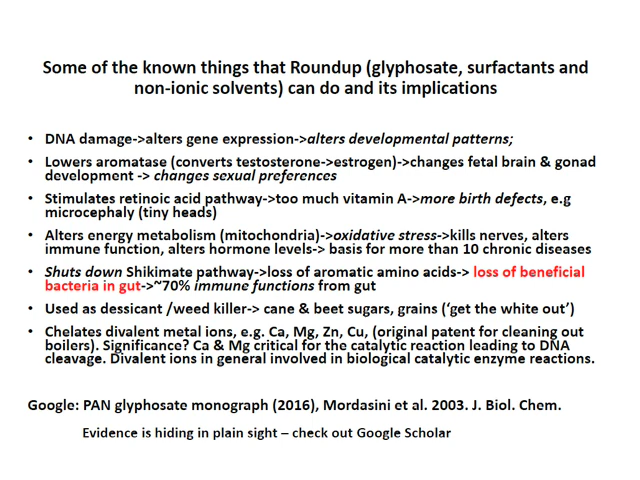 Some of the known things that Roundup (glyphosate, surfactants and
non-ionic solvents) can do and its implications
• DNA damage->alters gene expression->alters developmental patterns;
• Lowers aromatase (converts testosterone->estrogen)->changes fetal brain & gonad
development -> changes sexual preferences
• Stimulates retinoic acid pathway->too much vitamin A->more birth defects, e.g
microcephaly (tiny heads)
• Alters energy metabolism (mitochondria)->oxidative stress->kills nerves, alters
immune function, alters hormone levels-> basis for more than 10 chronic diseases
• Shuts down Shikimate pathway->loss of aromatic amino acids-> loss of beneficial
bacteria in gut->~70% immune functions from gut
• Used as dessicant /weed killer-> cane & beet sugars, grains (‘get the white out’)
• Chelates divalent metal ions, e.g. Ca, Mg, Zn, Cu, (original patent for cleaning out
boilers). Significance? Ca & Mg critical for the catalytic reaction leading to DNA
cleavage. Divalent ions in general involved in biological catalytic enzyme reactions.
Google: PAN glyphosate monograph (2016), Mordasini et al. 2003. J. Biol. Chem.
Evidence is hiding in plain sight – check out Google Scholar